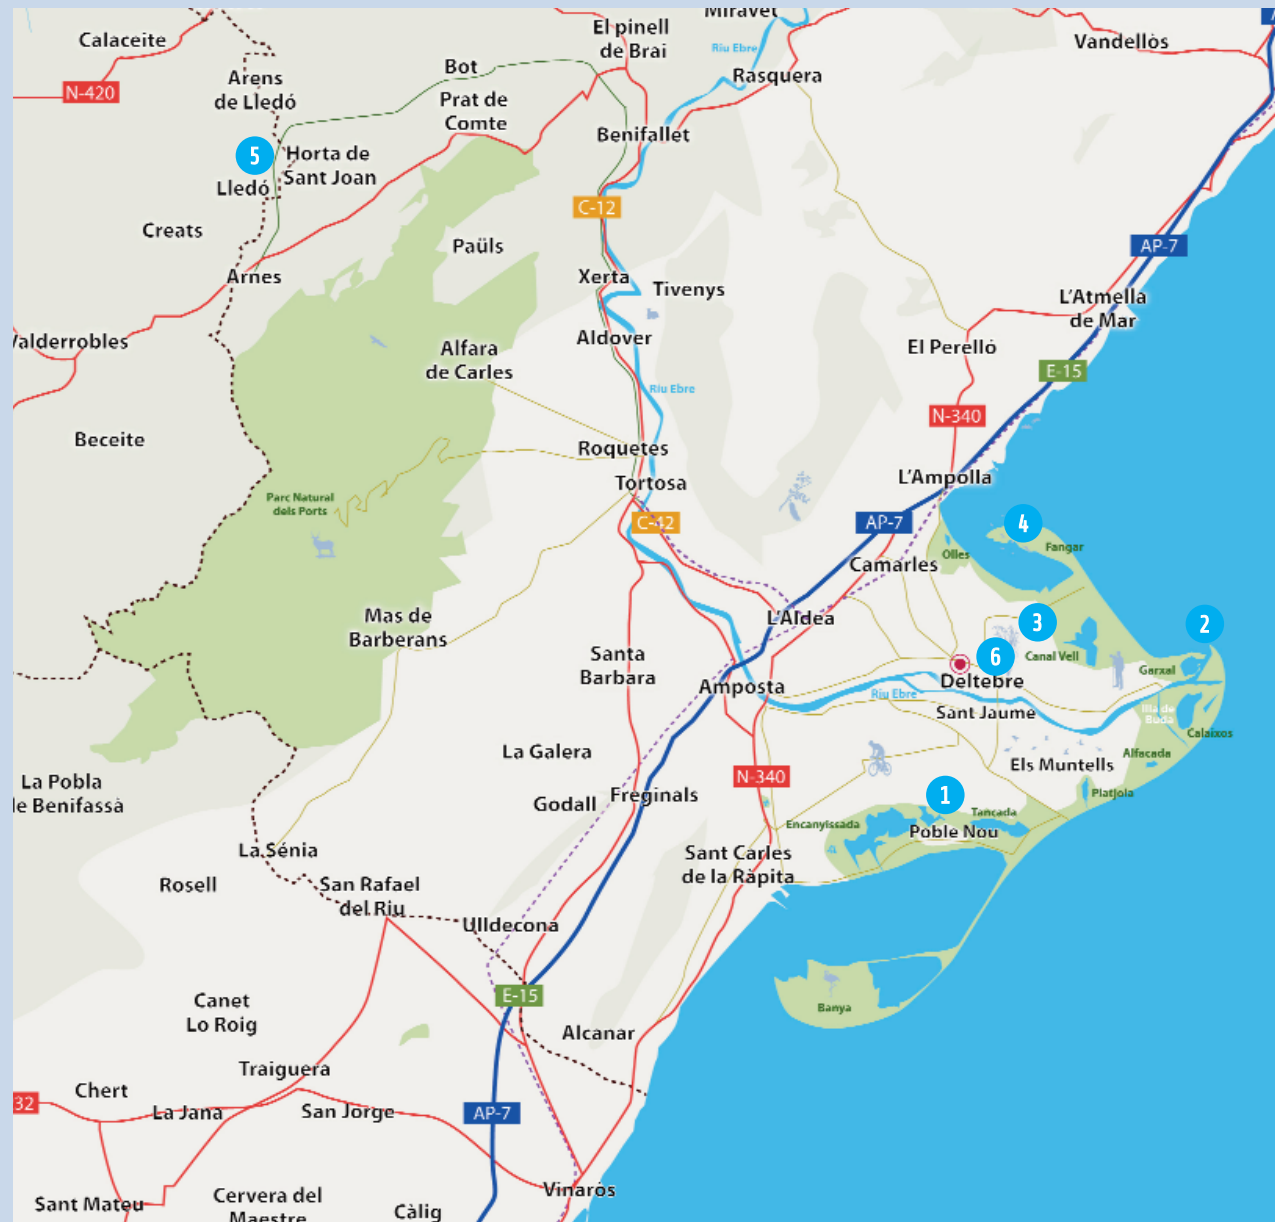 Miravet
El pinell
de Brai
Calaceite
Riu Ebre
Vandellòs
Bot
Arens
de Lledó
Rasquera
N-420
Prat de
Comte
Benifallet
5
Horta de
Sant Joan
Lledó
C-12
Creats
Paüls
AP-7
Arnes
Xerta
Tivenys
L'Atmella
de Mar
Aldover
Valderrobles
Alfara
de Carles
El Perelló
E-15
Riu Ebre
N-340
Beceite
Roquetes
Tortosa
L'Ampolla
Parc Natural
dels Ports
C-42
AP-7
4
Fangar
Olles
Camarles
Mas de
Barberans
L'Aldea
3
2
Santa
Barbara
Canal Vell
6
Garxal
Deltebre
Amposta
Riu Ebre
Sant Jaume
Illa de
Buda
Calaixos
La Galera
Alfacada
Els Muntells
La Pobla
de Benifassà
N-340
Godall
Freginals
1
Platjola
Tancada
Encanyissada
Poble Nou
La Sénia
Sant Carles
de la Ràpita
Rosell
San Rafael
del Riu
Ulldecona
E-15
Canet
Lo Roig
Banya
Alcanar
Traiguera
Chert
32
La Jana
San Jorge
AP-7
Vinaròs
Sant Mateu
Cervera del
Maestre
Càlig